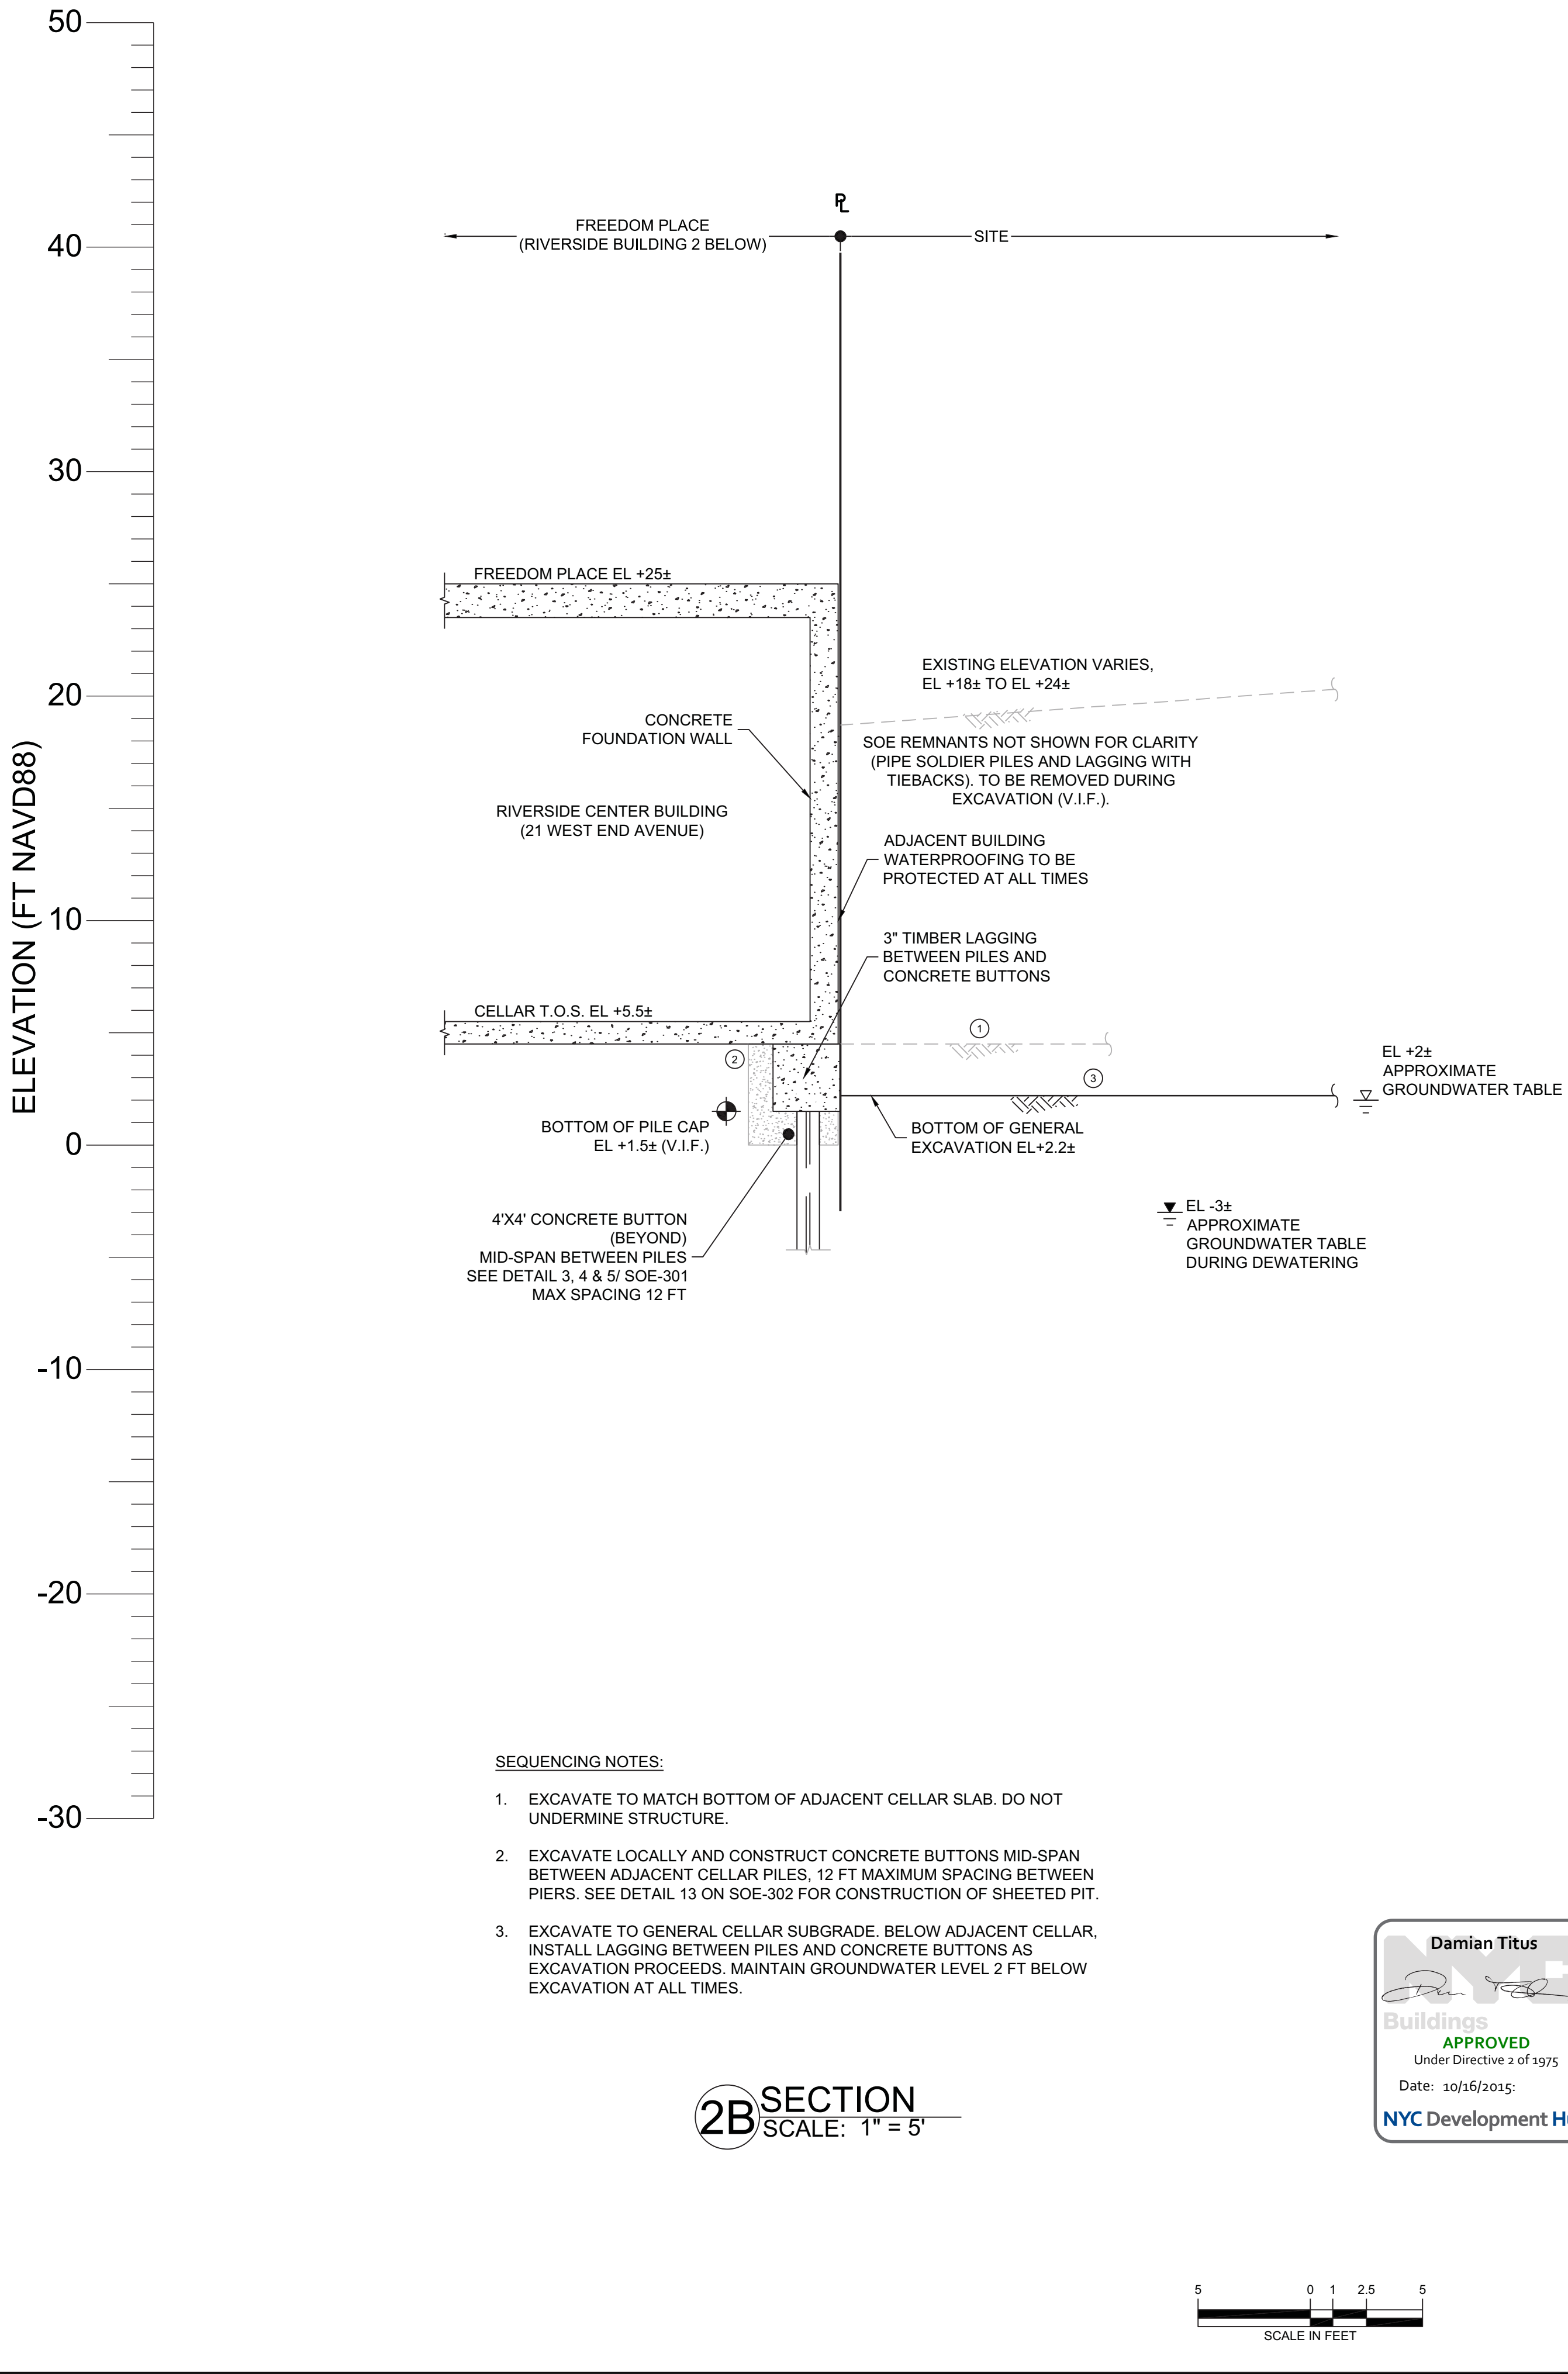 50
40
30
20
10
0
-10
-20
-30
ELEVATION (FT NAVD88)
PL
FREEDOM PLACE
(RIVERSIDE BUILDING 2 BELOW)
SITE
FREEDOM PLACE EL +25±
EXISTING ELEVATION VARIES,
EL +18± TO EL +24±
CONCRETE
FOUNDATION WALL
SOE REMNANTS NOT SHOWN FOR CLARITY
(PIPE SOLDIER PILES AND LAGGING WITH
TIEBACKS). TO BE REMOVED DURING
EXCAVATION (V.I.F.).
RIVERSIDE CENTER BUILDING
(21 WEST END AVENUE)
ADJACENT BUILDING
WATERPROOFING TO BE
PROTECTED AT ALL TIMES
3" TIMBER LAGGING
BETWEEN PILES AND
CONCRETE BUTTONS
CELLAR T.O.S. EL +5.5±
1
2
3
EL +2±
APPROXIMATE
GROUNDWATER TABLE
BOTTOM OF PILE CAP
EL +1.5± (V.I.F.)
BOTTOM OF GENERAL
EXCAVATION EL+2.2±
4'X4' CONCRETE BUTTON
(BEYOND)
MID-SPAN BETWEEN PILES
SEE DETAIL 3, 4 & 5/ SOE-301
MAX SPACING 12 FT
EL -3±
APPROXIMATE
GROUNDWATER TABLE
DURING DEWATERING
SEQUENCING NOTES:
1. EXCAVATE TO MATCH BOTTOM OF ADJACENT CELLAR SLAB. DO NOT
UNDERMINE STRUCTURE.
2. EXCAVATE LOCALLY AND CONSTRUCT CONCRETE BUTTONS MID-SPAN
BETWEEN ADJACENT CELLAR PILES, 12 FT MAXIMUM SPACING BETWEEN
PIERS. SEE DETAIL 13 ON SOE-302 FOR CONSTRUCTION OF SHEETED PIT.
3. EXCAVATE TO GENERAL CELLAR SUBGRADE. BELOW ADJACENT CELLAR,
INSTALL LAGGING BETWEEN PILES AND CONCRETE BUTTONS AS
EXCAVATION PROCEEDS. MAINTAIN GROUNDWATER LEVEL 2 FT BELOW
EXCAVATION AT ALL TIMES.
2B SECTION
SCALE: 1" = 5'
Damian Titus
NYC
Buildings
APPROVED
Under Directive 2 of 1975
Date: 10/16/2015:
NYC Development
5 0 1 2.5 5
SCALE IN FEET